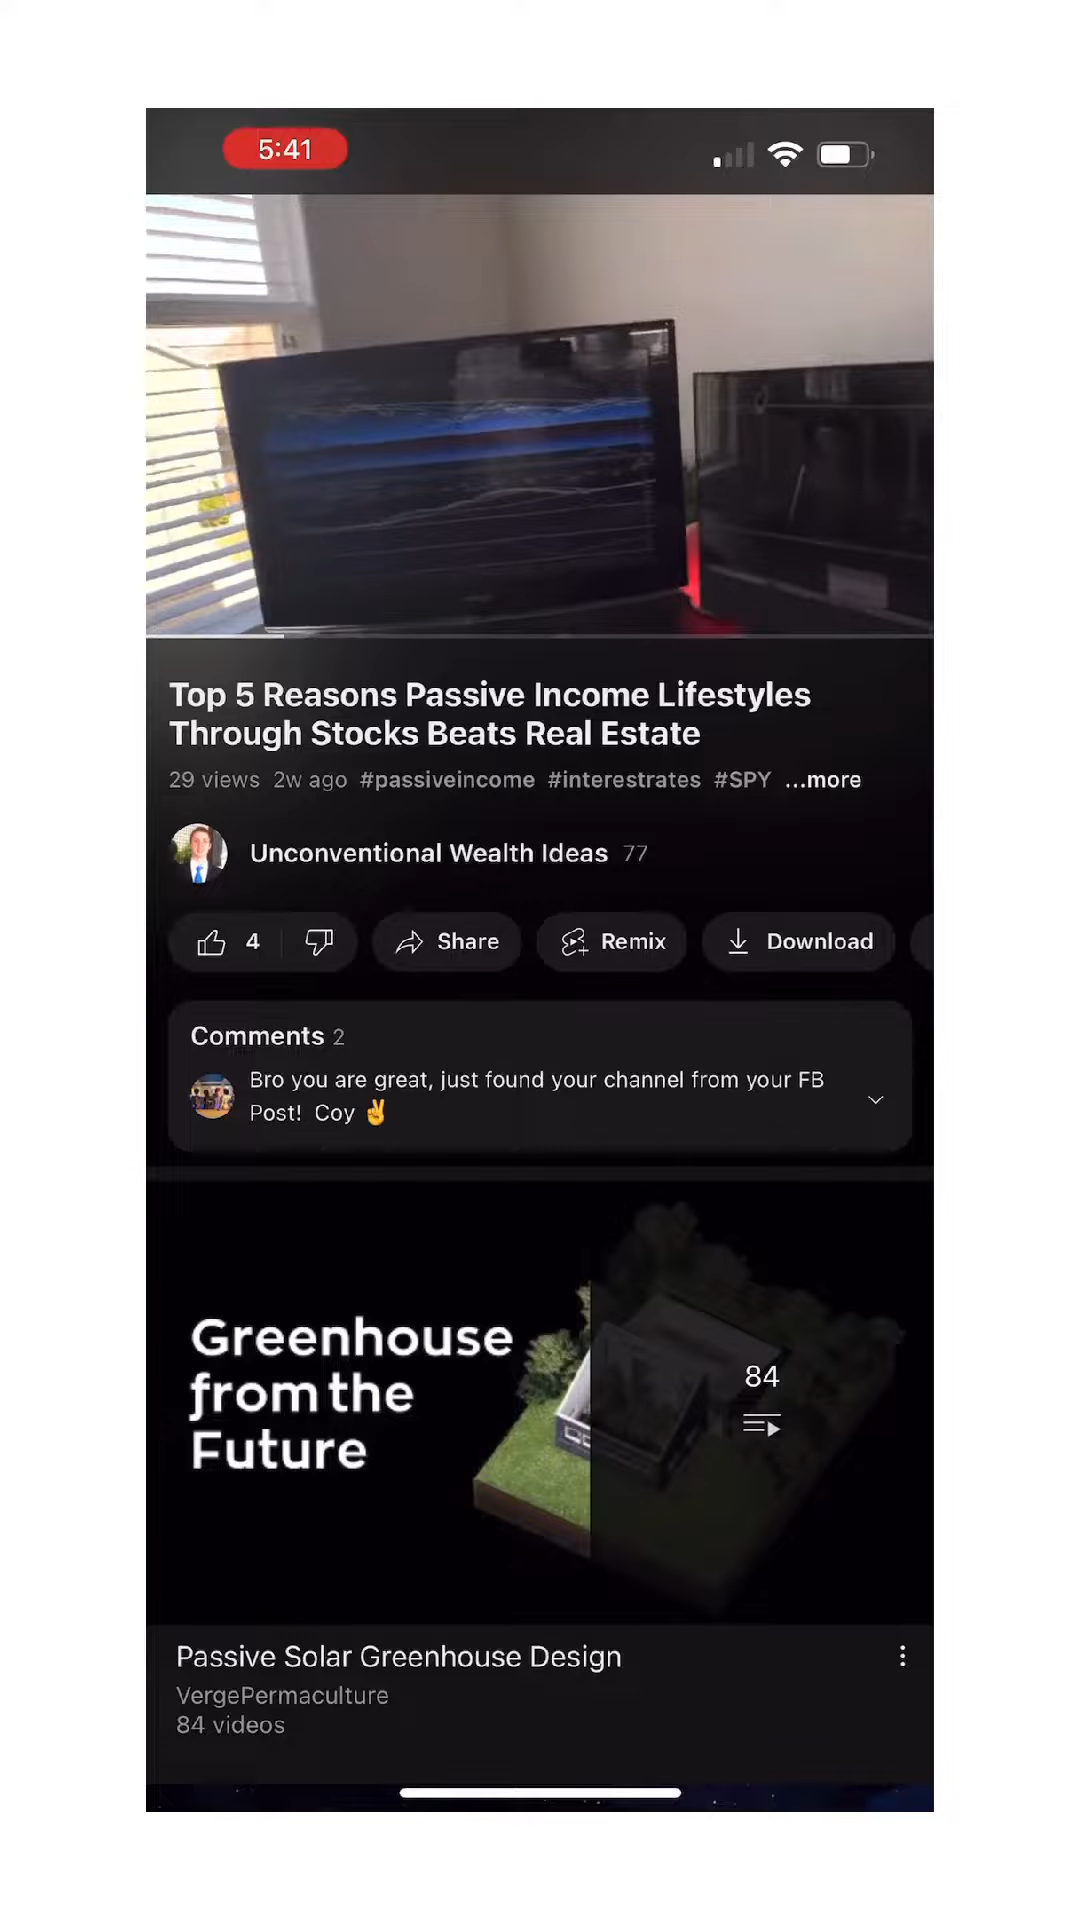 5:41
Top 5 Reasons Passive Income Lifestyles
Through Stocks Beats Real Estate
29 views 2w ago #passiveincome #interestrates #SPY ...more
Unconventional Wealth Ideas 77
4 Share Remix Download
Comments 2
Bro you are great, just found your channel from your FB
Post! Coy ✌️
Greenhouse
from the
Future
84
Passive Solar Greenhouse Design
VergePermaculture
84 videos